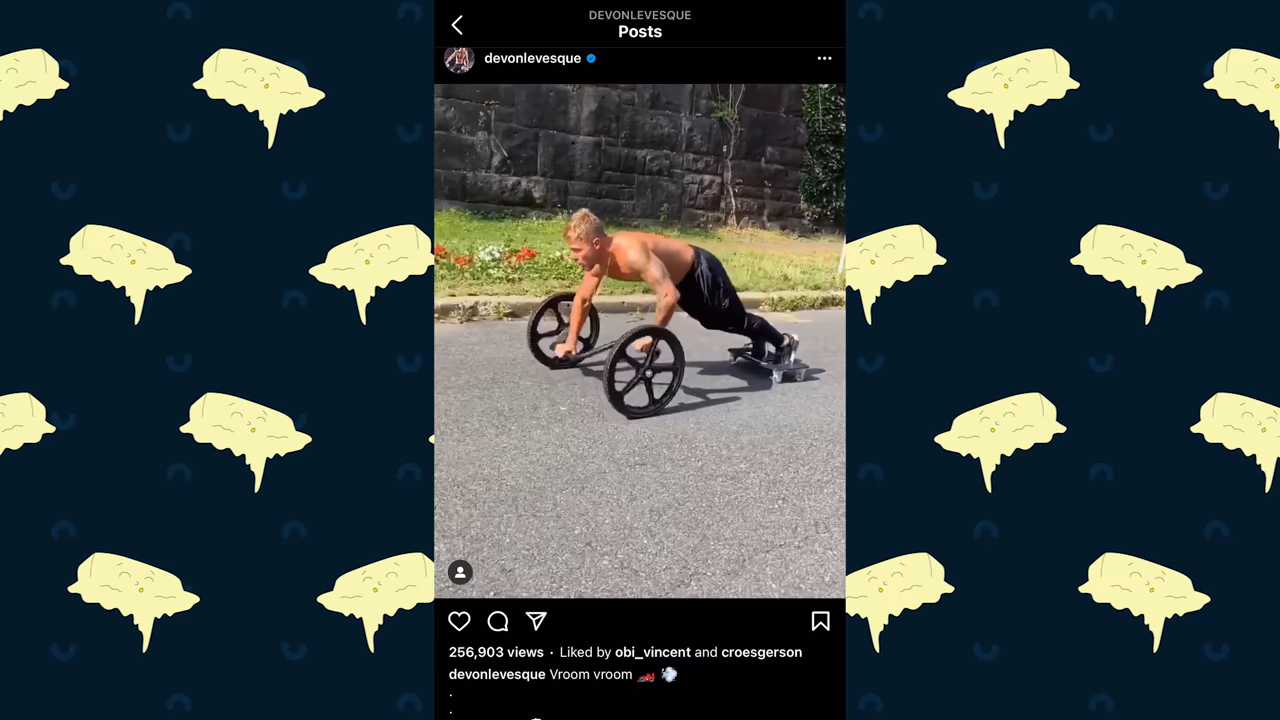 DEVONLEVESQUE
Posts
devonlevesque
256,903 views · Liked by obi_vincent and croesgerson
devonlevesque Vroom vroom 🏎️ 💨
.
.